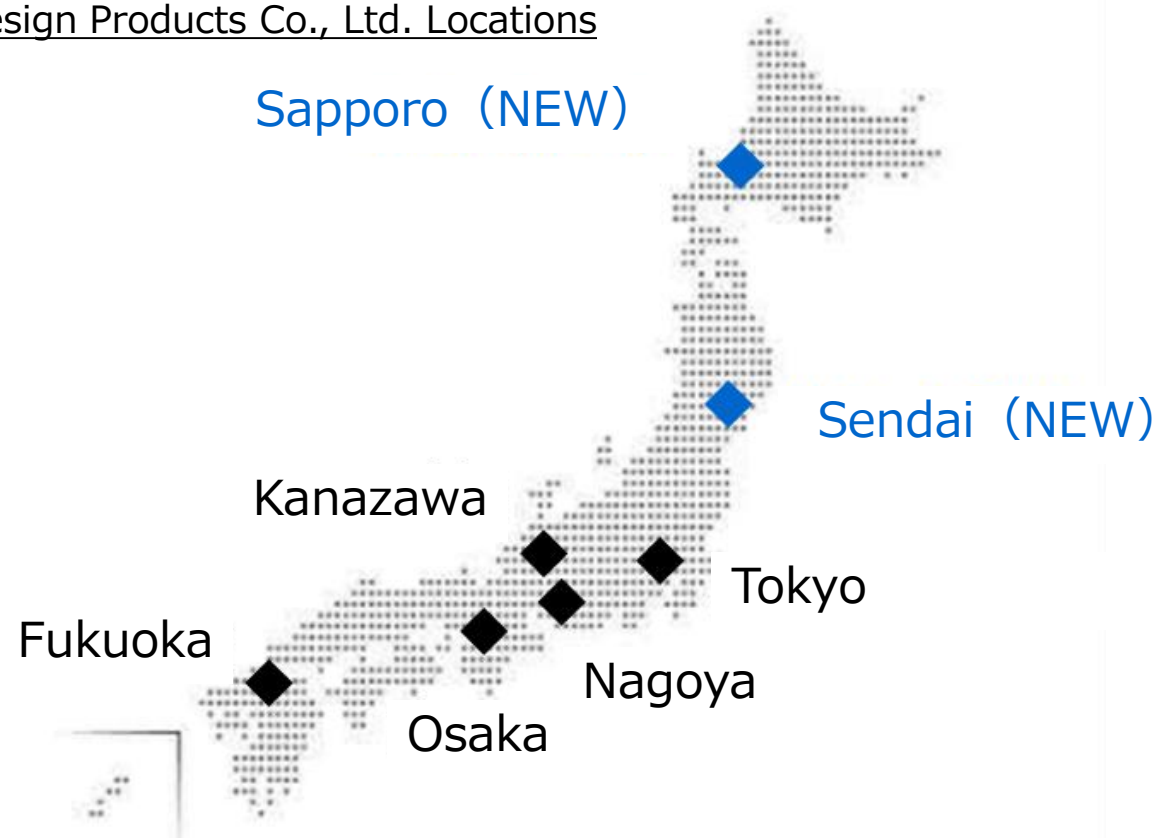 esign Products Co., Ltd. Locations
Sapporo（NEW）
Sendai（NEW）
Kanazawa
Tokyo
Fukuoka
Nagoya
Osaka